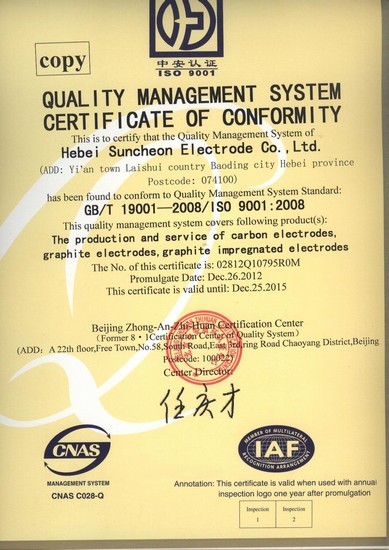 copy
中安认证
ISO 9001
QUALITY MANAGEMENT SYSTEM
CERTIFICATE OF CONFORMITY
This is to certify that the Quality Management System of
Hebei Suncheon Electrode Co.,Ltd.
(ADD: Yi'an town Laishui country Baoding city Hebei province
Postcode: 074100)
has been found to conform to Quality Management System Standard:
GB/T 19001—2008/ISO 9001:2008
This quality management system covers following product(s):
The production and service of carbon electrodes,
graphite electrodes, graphite impregnated electrodes
The No. of this certificate is: 02812Q10795R0M
Promulgate Date: Dec.26.2012
This certificate is valid until: Dec.25.2015
Beijing Zhong-An-Zhi-Huan Certification Center
(Former 8·1Certification Center of Quality System)
(ADD: A 22th floor,Free Town,No.58,South Road,East 3rd,ring Road Chaoyang District,Beijing
Postcode: 100022)
Center Director:
任庆才
CNAS
MANAGEMENT SYSTEM
CNAS C028-Q
MEMBER OF MULTILATERAL
IAF
RECOGNITION ARRANGEMENT
Annotation: This certificate is valid when used with annual
inspection logo one year after promulgation
Inspection
1
Inspection
2